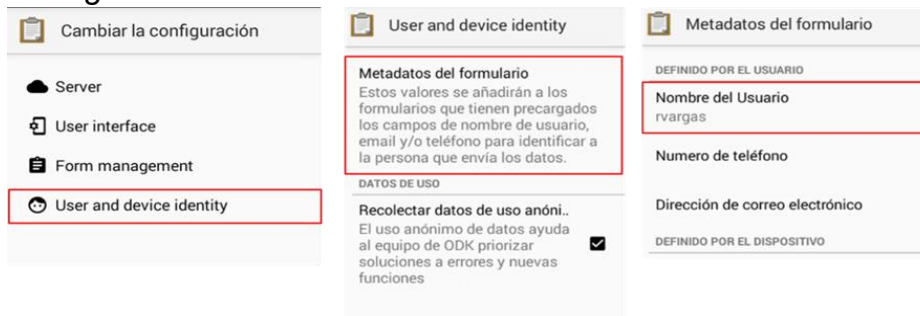 Cambiar la configuración
Server
User interface
Form management
User and device identity
User and device identity
Metadatos del formulario
Estos valores se añadirán a los
formularios que tienen precargados
los campos de nombre de usuario,
email y/o teléfono para identificar a
la persona que envía los datos.
DATOS DE USO
Recolectar datos de uso anóni..
El uso anónimo de datos ayuda
al equipo de ODK priorizar
soluciones a errores y nuevas
funciones
Metadatos del formulario
DEFINIDO POR EL USUARIO
Nombre del Usuario
rvargas
Numero de teléfono
Dirección de correo electrónico
DEFINIDO POR EL DISPOSITIVO